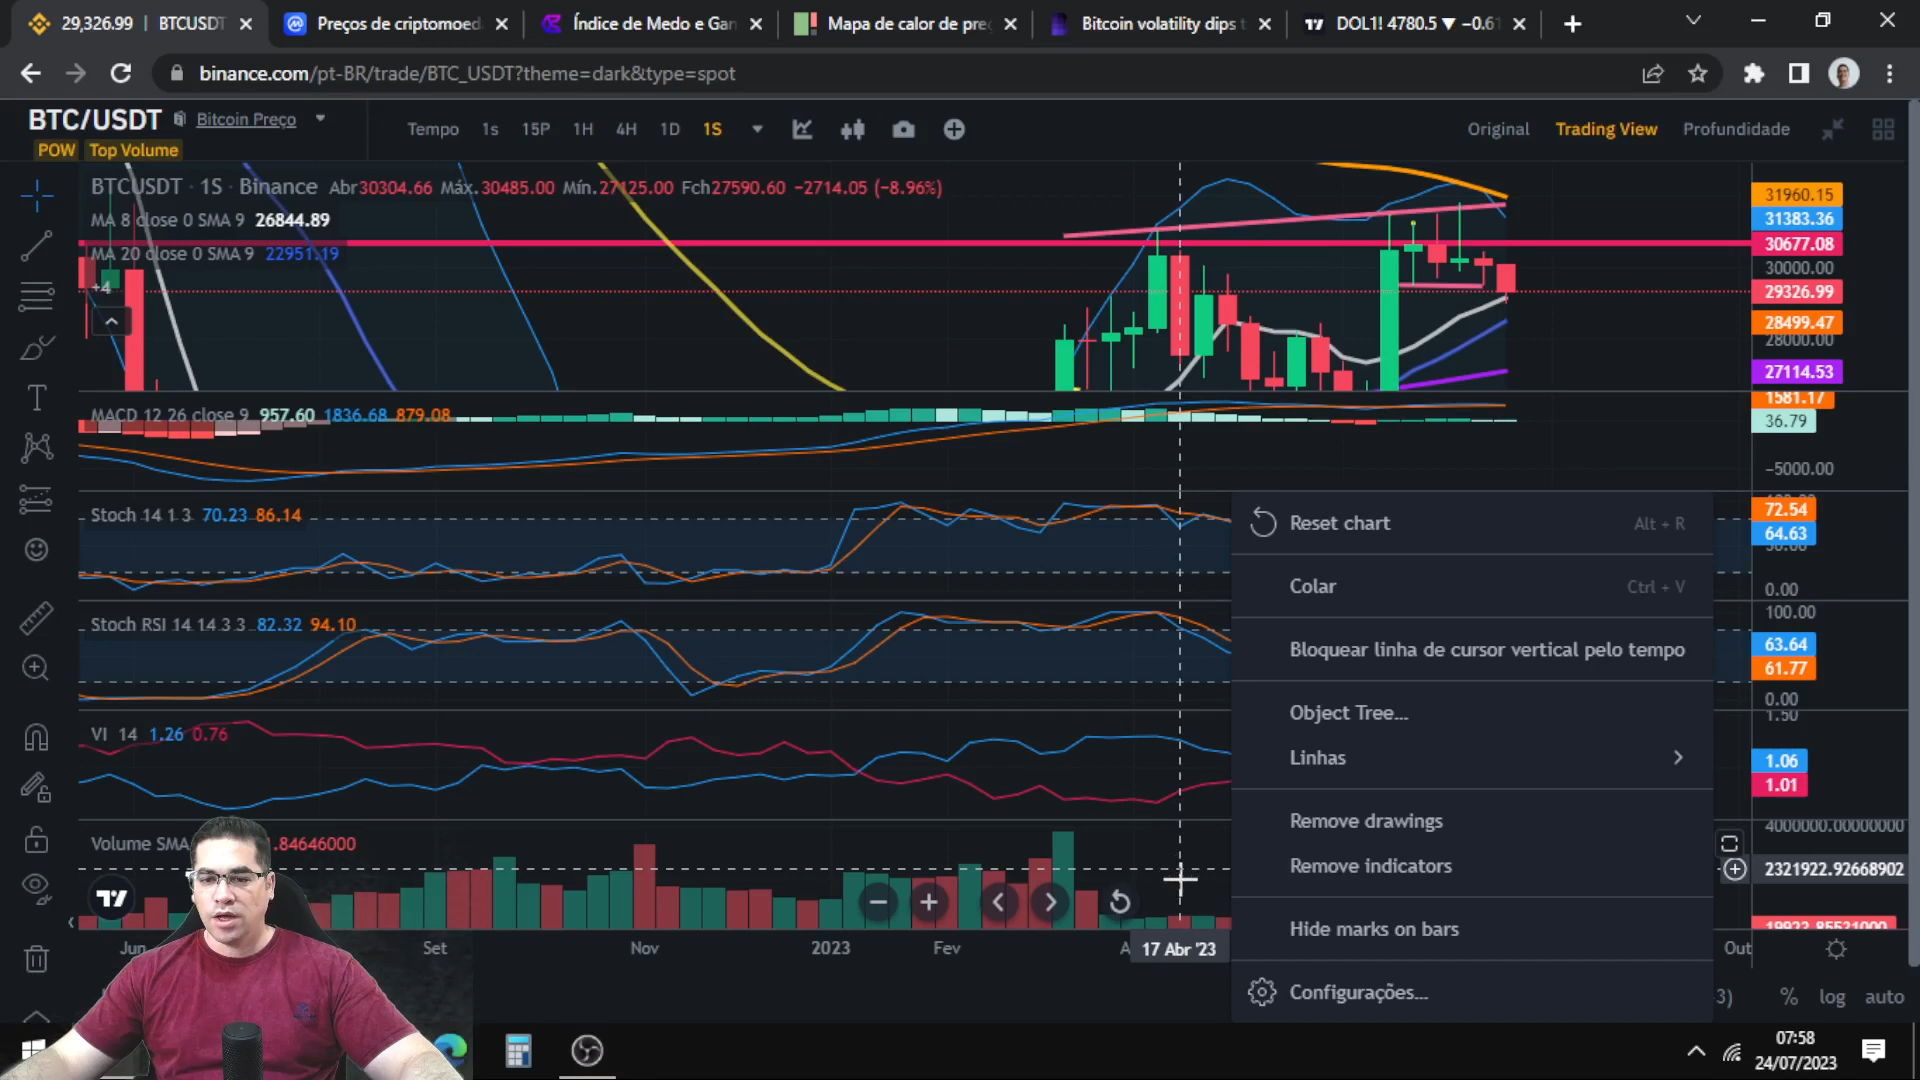 29,326.99 | BTCUSDT
Preços de criptomoed
Índice de Medo e Gan
Mapa de calor de pre
Bitcoin volatility dips t
DOL1! 4780.5 ▼ −0.61
binance.com/pt-BR/trade/BTC_USDT?theme=dark&type=spot
BTC/USDT Bitcoin Preço
POW Top Volume
Tempo 1s 15P 1H 4H 1D 1S
Original Trading View Profundidade
BTCUSDT · 1S · Binance Abr30304.66 Máx.30485.00 Mín.27125.00 Fch27590.60 −2714.05 (−8.96%)
MA 8 close 0 SMA 9 26844.89
MA 20 close 0 SMA 9 22951.19
+4
31960.15
31383.36
30677.08
30000.00
29326.99
28499.47
28000.00
27114.53
MACD 12 26 close 9 957.60 1836.68 879.08
1581.17
36.79
−5000.00
Stoch 14 1 3 70.23 86.14
72.54
64.63
0.00
Stoch RSI 14 14 3 3 82.32 94.10
100.00
63.64
61.77
0.00
VI 14 1.26 0.76
1.50
1.06
1.01
Volume SMA .84646000
4000000.00000000
2321922.92668902
19923.85521000
Reset chart Alt + R
Colar Ctrl + V
Bloquear linha de cursor vertical pelo tempo
Object Tree...
Linhas
Remove drawings
Remove indicators
Hide marks on bars
Configurações...
Jun Set Nov 2023 Fev A 17 Abr '23 Out
3) % log auto
07:58
24/07/2023